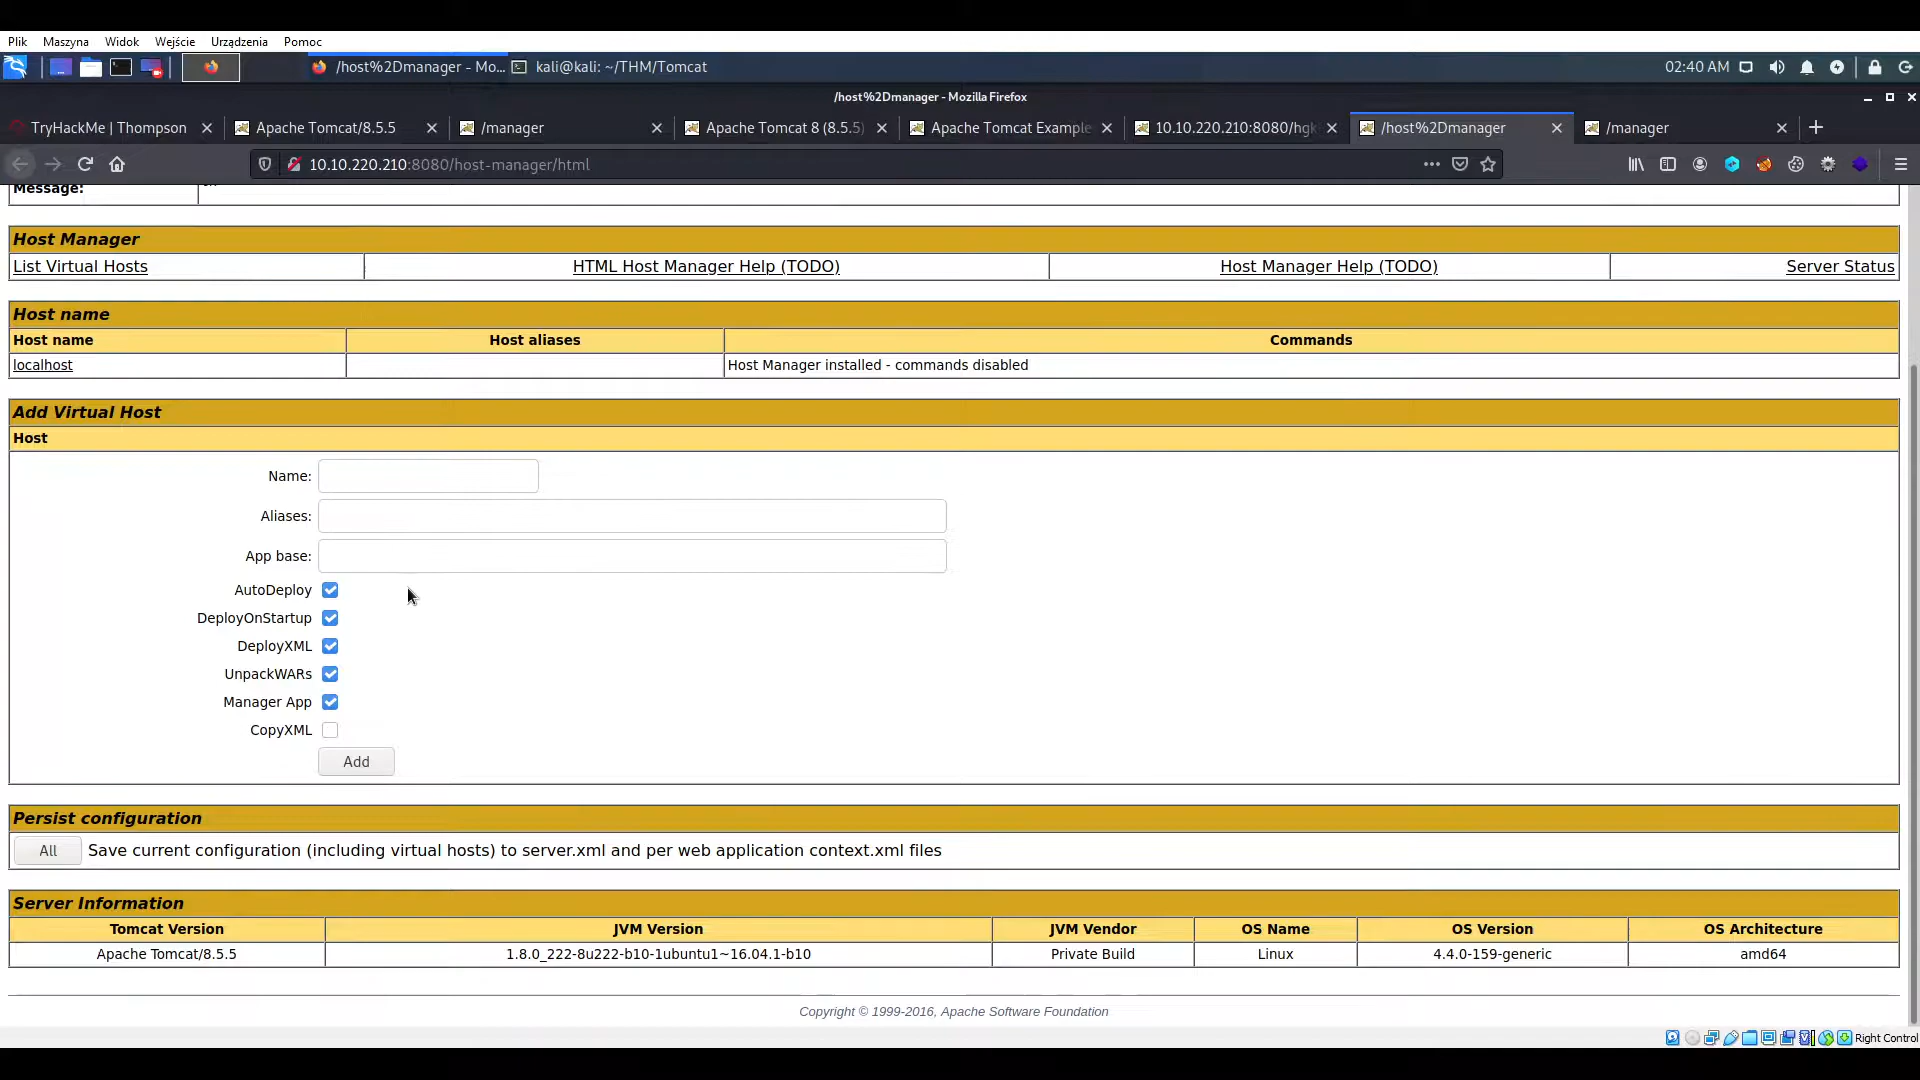 Plik Maszyna Widok Wejście Urządzenia Pomoc
/host%2Dmanager - Mo... kali@kali: ~/THM/Tomcat 02:40 AM
/host%2Dmanager - Mozilla Firefox
TryHackMe | Thompson Apache Tomcat/8.5.5 /manager Apache Tomcat 8 (8.5.5) Apache Tomcat Example 10.10.220.210:8080/hgk /host%2Dmanager /manager
10.10.220.210:8080/host-manager/html
Message:
Host Manager
List Virtual Hosts HTML Host Manager Help (TODO) Host Manager Help (TODO) Server Status
Host name
Host name Host aliases Commands
localhost Host Manager installed - commands disabled
Add Virtual Host
Host
Name:
Aliases:
App base:
AutoDeploy
DeployOnStartup
DeployXML
UnpackWARs
Manager App
CopyXML
Add
Persist configuration
All Save current configuration (including virtual hosts) to server.xml and per web application context.xml files
Server Information
Tomcat Version JVM Version JVM Vendor OS Name OS Version OS Architecture
Apache Tomcat/8.5.5 1.8.0_222-8u222-b10-1ubuntu1~16.04.1-b10 Private Build Linux 4.4.0-159-generic amd64
Copyright © 1999-2016, Apache Software Foundation
Right Control